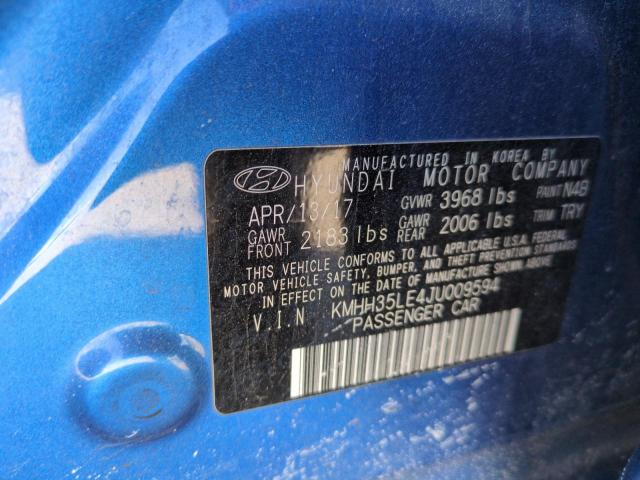 MANUFACTURED IN KOREA BY
HYUNDAI MOTOR COMPANY
APR/13/17 GVWR 3968 lbs PAINT N4B
GAWR FRONT 2183 lbs GAWR REAR 2006 lbs TRIM TRY
THIS VEHICLE CONFORMS TO ALL APPLICABLE U.S.A. FEDERAL
MOTOR VEHICLE SAFETY, BUMPER, AND THEFT PREVENTION STANDARDS
IN EFFECT ON THE DATE OF MANUFACTURE SHOWN ABOVE.
V.I.N KMHH35LE4JU009594
PASSENGER CAR